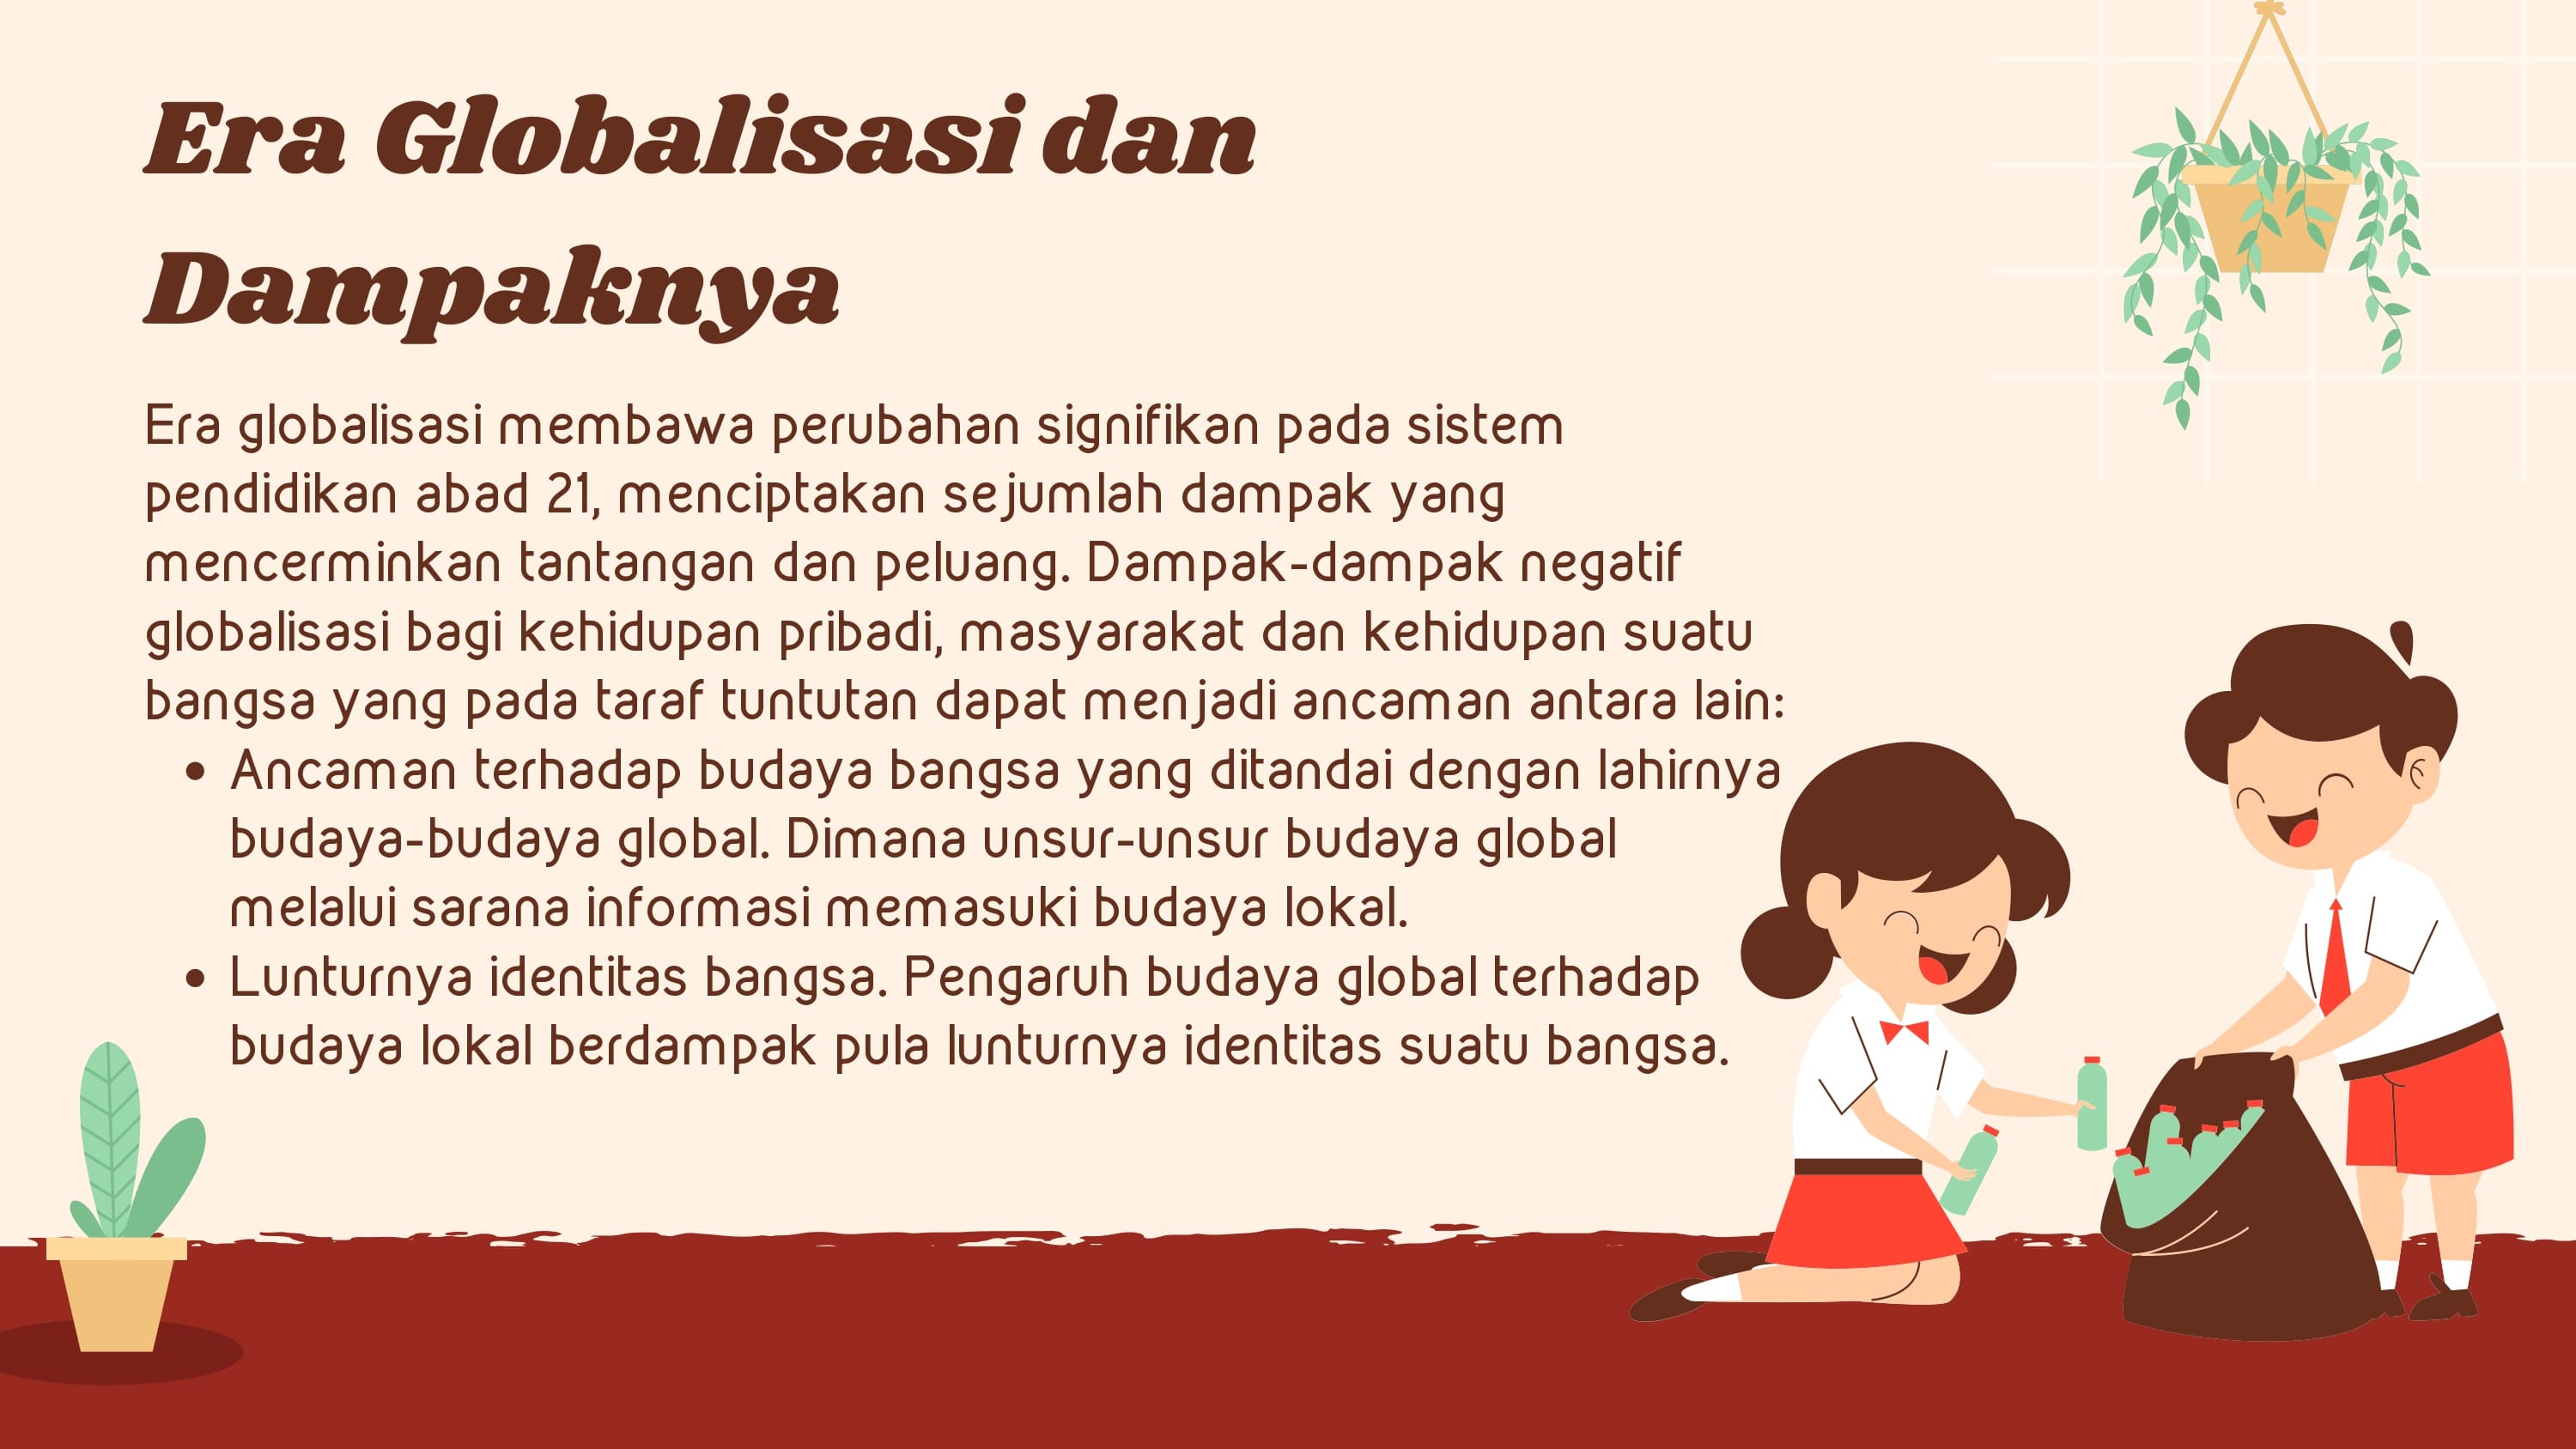 Era Globalisasi dan
Dampaknya
Era globalisasi membawa perubahan signifikan pada sistem
pendidikan abad 21, menciptakan sejumlah dampak yang
mencerminkan tantangan dan peluang. Dampak-dampak negatif
globalisasi bagi kehidupan pribadi, masyarakat dan kehidupan suatu
bangsa yang pada taraf tuntutan dapat menjadi ancaman antara lain:
• Ancaman terhadap budaya bangsa yang ditandai dengan lahirnya
budaya-budaya global. Dimana unsur-unsur budaya global
melalui sarana informasi memasuki budaya lokal.
• Lunturnya identitas bangsa. Pengaruh budaya global terhadap
budaya lokal berdampak pula lunturnya identitas suatu bangsa.